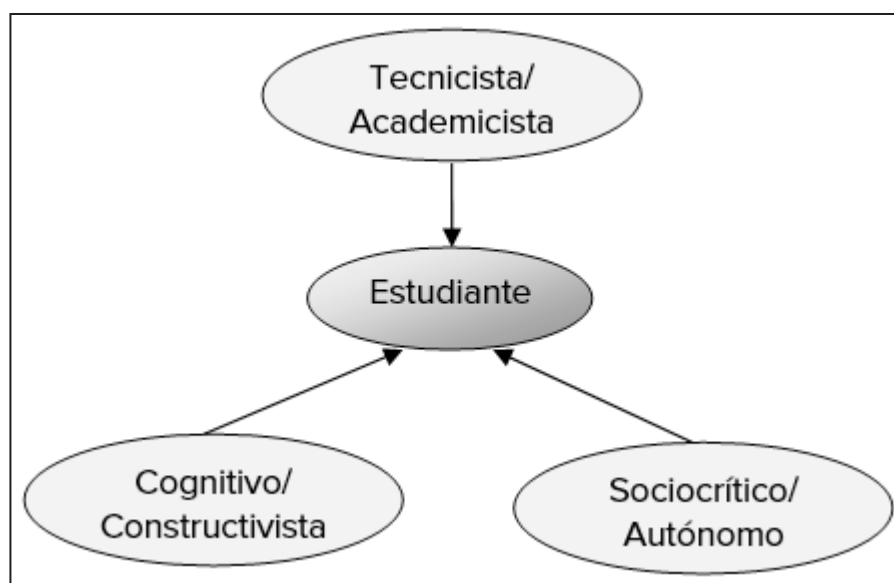 Tecnicista/
Academicista
Estudiante
Cognitivo/
Constructivista
Sociocrítico/
Autónomo